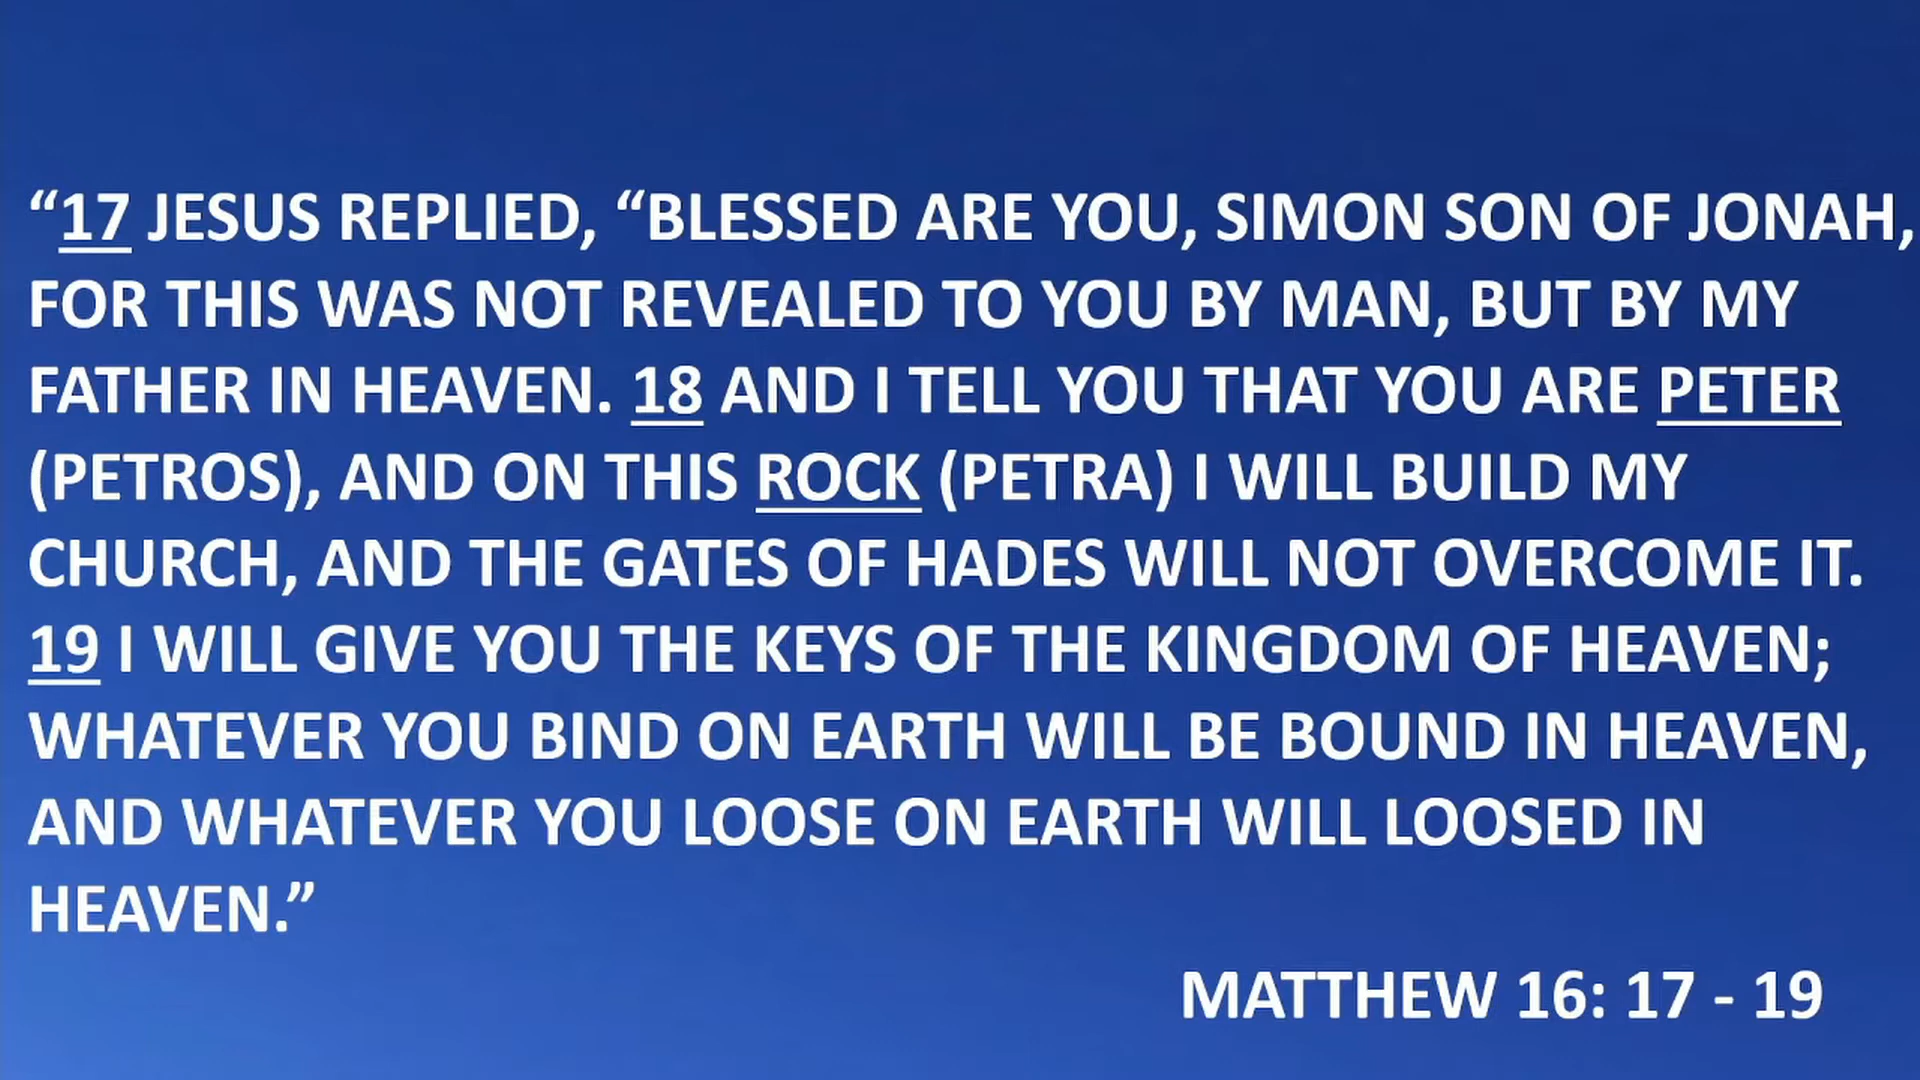 “17 JESUS REPLIED, “BLESSED ARE YOU, SIMON SON OF JONAH,
FOR THIS WAS NOT REVEALED TO YOU BY MAN, BUT BY MY
FATHER IN HEAVEN. 18 AND I TELL YOU THAT YOU ARE PETER
(PETROS), AND ON THIS ROCK (PETRA) I WILL BUILD MY
CHURCH, AND THE GATES OF HADES WILL NOT OVERCOME IT.
19 I WILL GIVE YOU THE KEYS OF THE KINGDOM OF HEAVEN;
WHATEVER YOU BIND ON EARTH WILL BE BOUND IN HEAVEN,
AND WHATEVER YOU LOOSE ON EARTH WILL LOOSED IN
HEAVEN.”
MATTHEW 16: 17 - 19